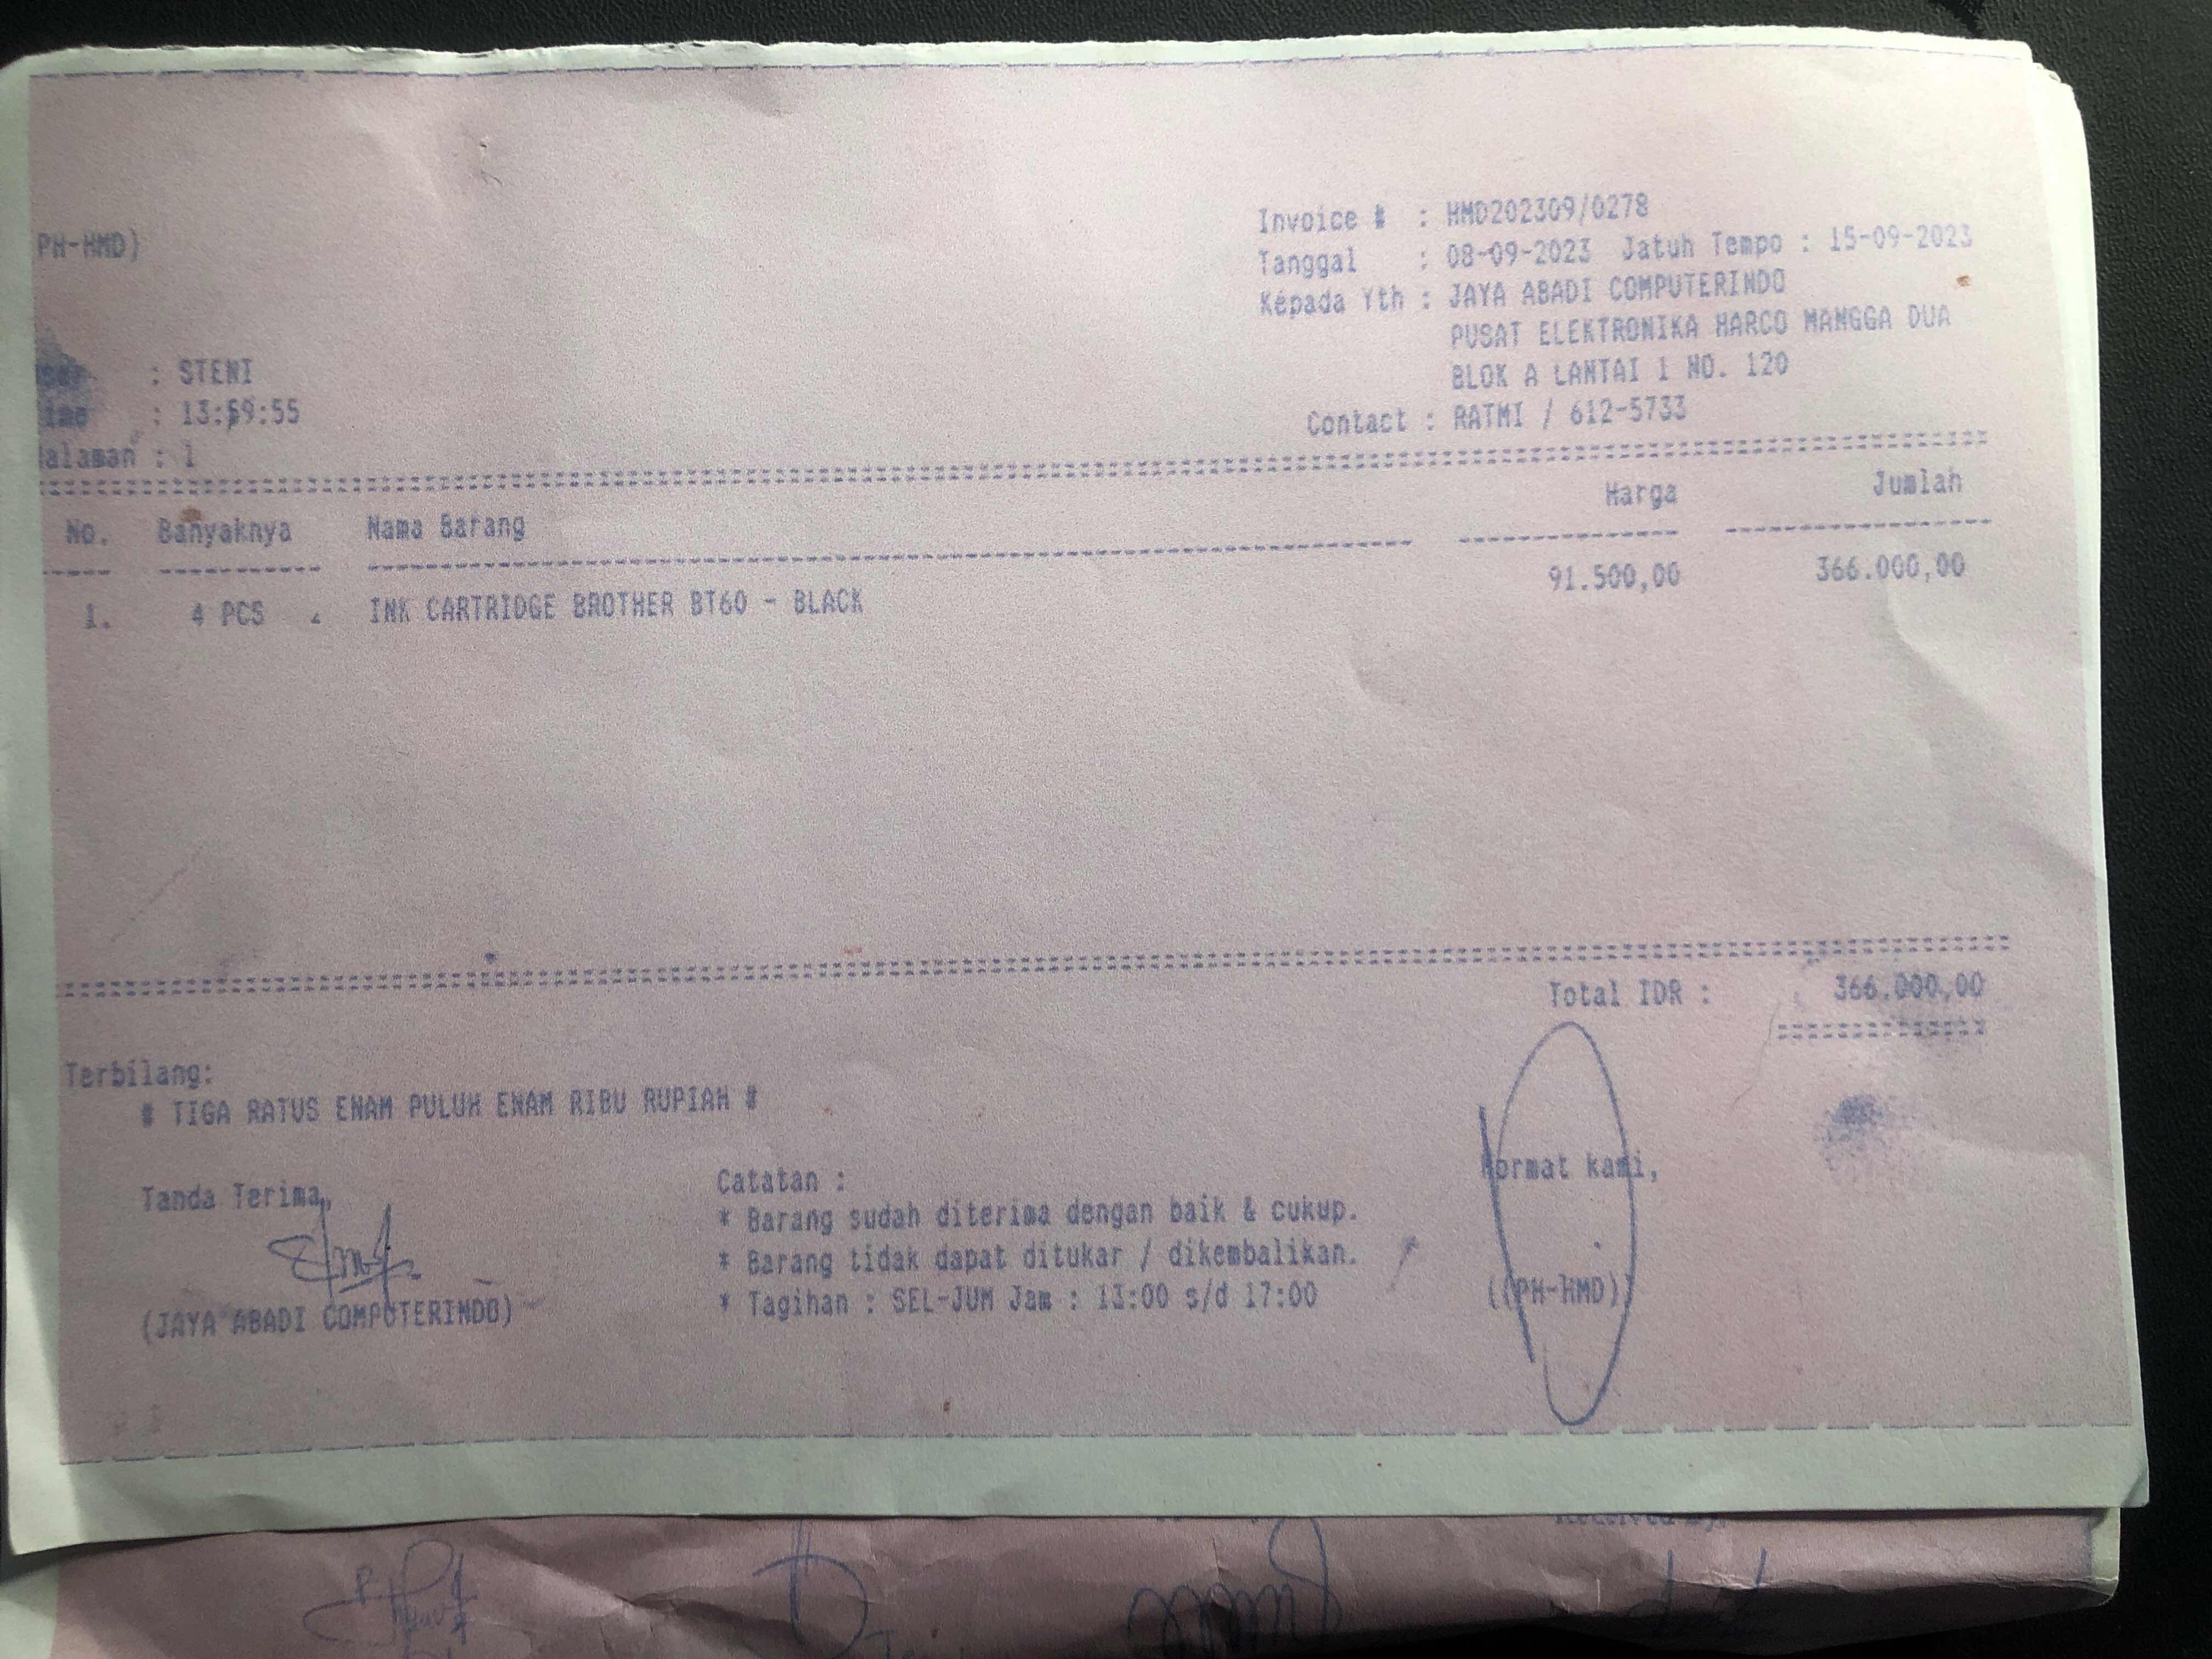 Invoice # : HMD202309/0278
PH-HMD)
Tanggal : 08-09-2023 Jatuh Tempo : 15-09-2023
Kepada Yth : JAYA ABADI COMPUTERINDO
PUSAT ELEKTRONIKA HARCO MANGGA DUA
BLOK A LANTAI 1 NO. 120
: STENI
Contact : RATMI / 612-5733
: 13:59:55
alaman : 1
No. Banyaknya Nama Barang Harga Jumlah
1. 4 PCS INK CARTRIDGE BROTHER BT60 - BLACK 91.500,00 366.000,00
Total IDR : 366.000,00
Terbilang:
# TIGA RATUS ENAM PULUH ENAM RIBU RUPIAH #
Tanda Terima,
(JAYA ABADI COMPUTERINDO)
Catatan :
* Barang sudah diterima dengan baik & cukup.
* Barang tidak dapat ditukar / dikembalikan.
* Tagihan : SEL-JUM Jam : 13:00 s/d 17:00
Hormat kami,
((PH-HMD))